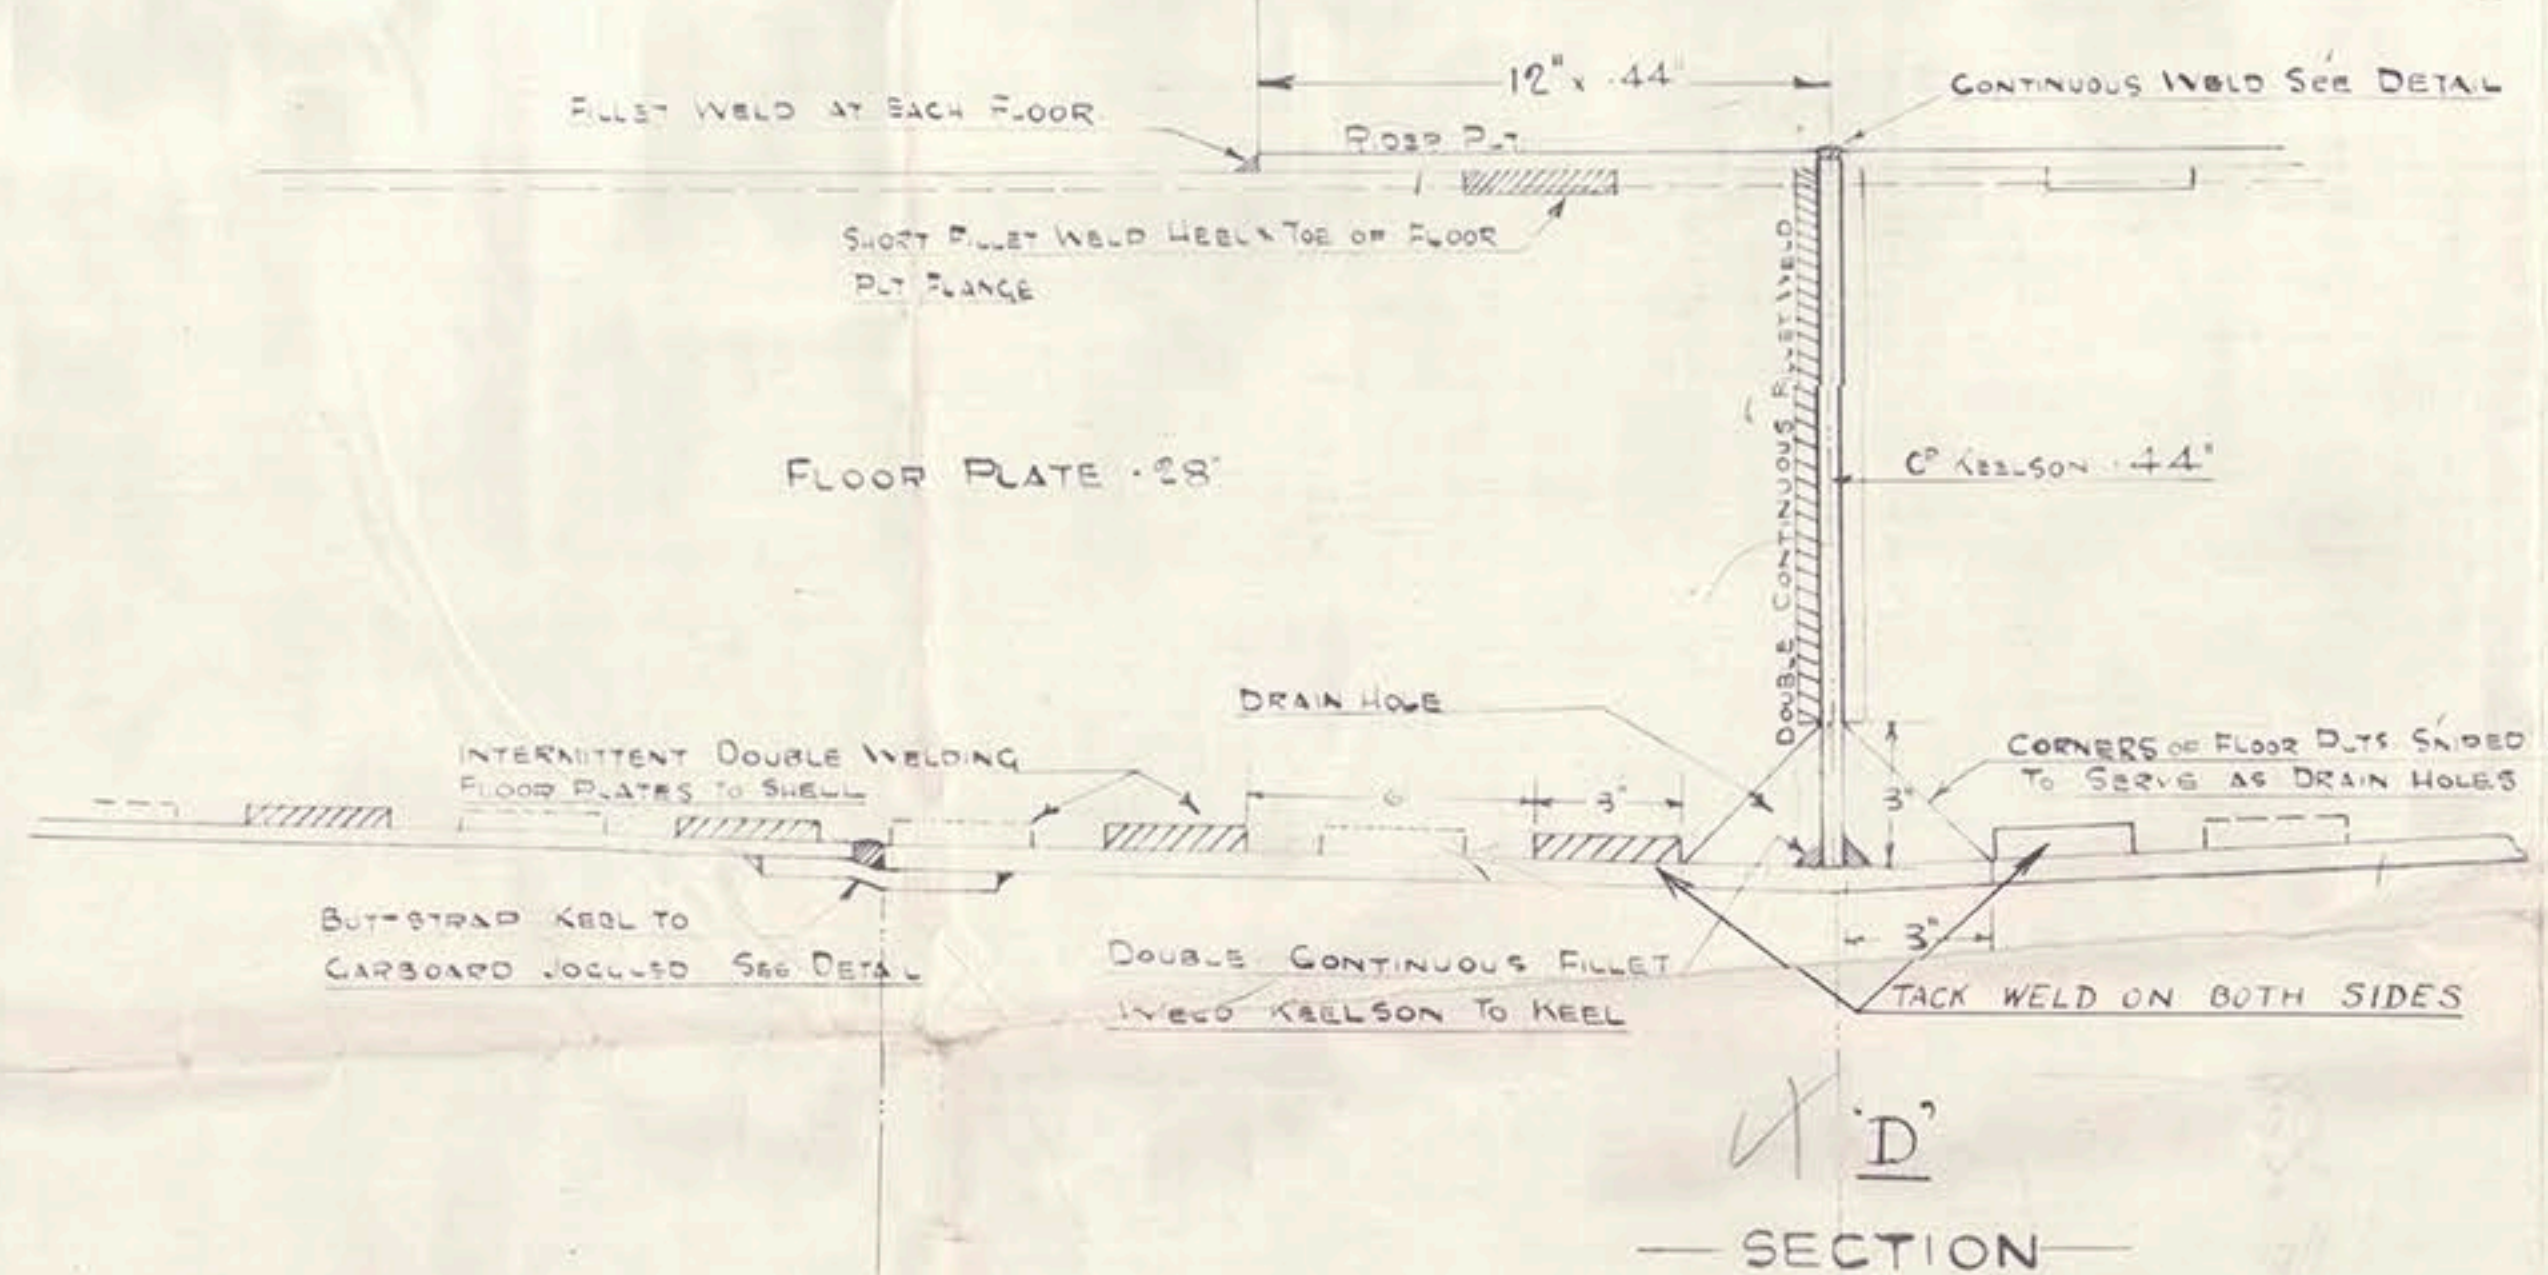 12" x .44"
CONTINUOUS WELD SEE DETAIL
FILLET WELD AT EACH FLOOR
RIDER PLT
SHORT FILLET WELD HEEL & TOE OF FLOOR
PLT FLANGE
DOUBLE CONTINUOUS FILLET WELD
FLOOR PLATE .28"
CP KEELSON .44"
DRAIN HOLE
INTERMITTENT DOUBLE WELDING
FLOOR PLATES TO SHELL
CORNERS OF FLOOR PLTS SNIPED
TO SERVE AS DRAIN HOLES
6
3"
3"
3"
BUT-STRAP KEEL TO
GARBOARD JOGGLED SEE DETAIL
DOUBLE CONTINUOUS FILLET
WELD KEELSON TO KEEL
TACK WELD ON BOTH SIDES
'D'
SECTION